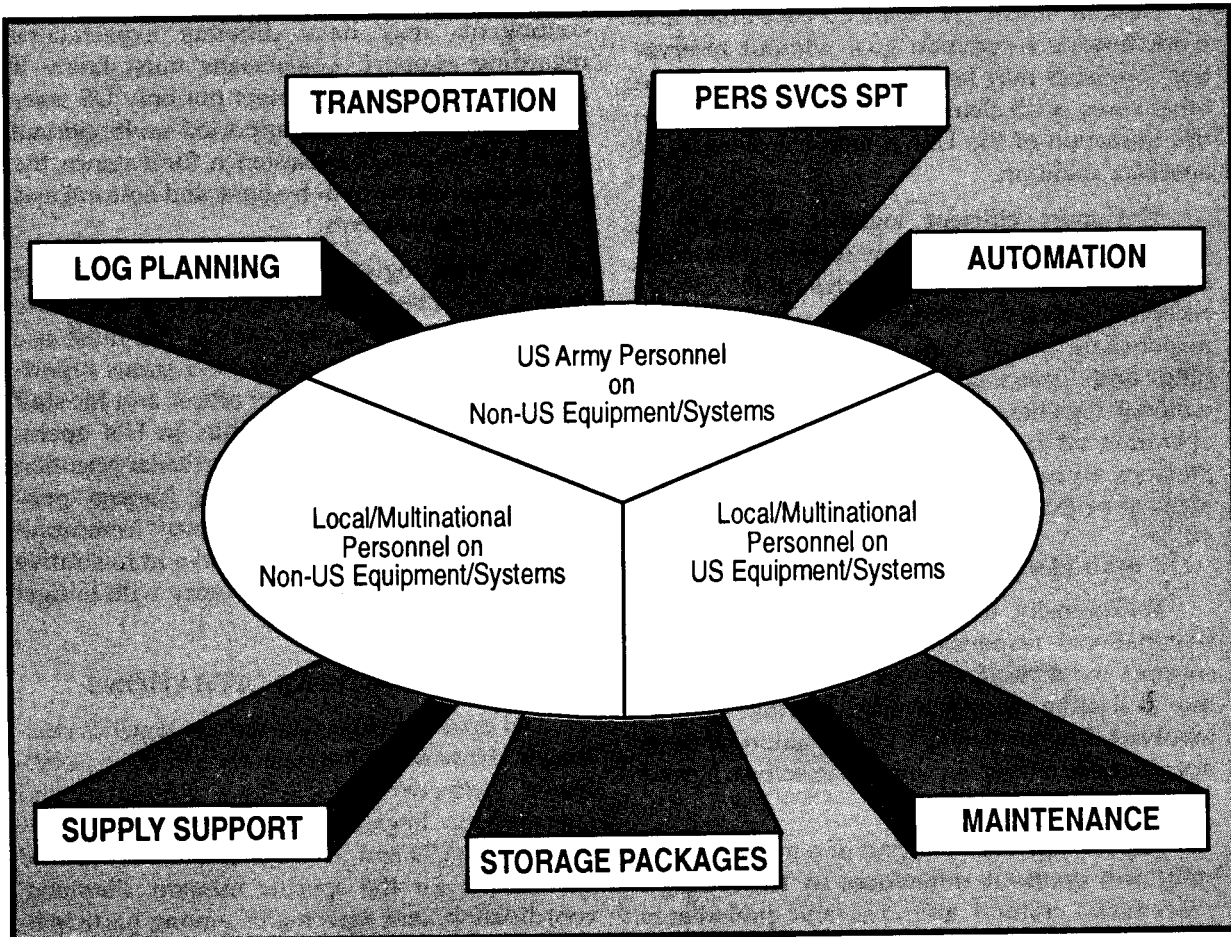 TRANSPORTATION
PERS SVCS SPT
LOG PLANNING
AUTOMATION
US Army Personnel
on
Non-US Equipment/Systems
Local/Multinational
Personnel on
Non-US Equipment/Systems
Local/Multinational
Personnel on
US Equipment/Systems
SUPPLY SUPPORT
STORAGE PACKAGES
MAINTENANCE